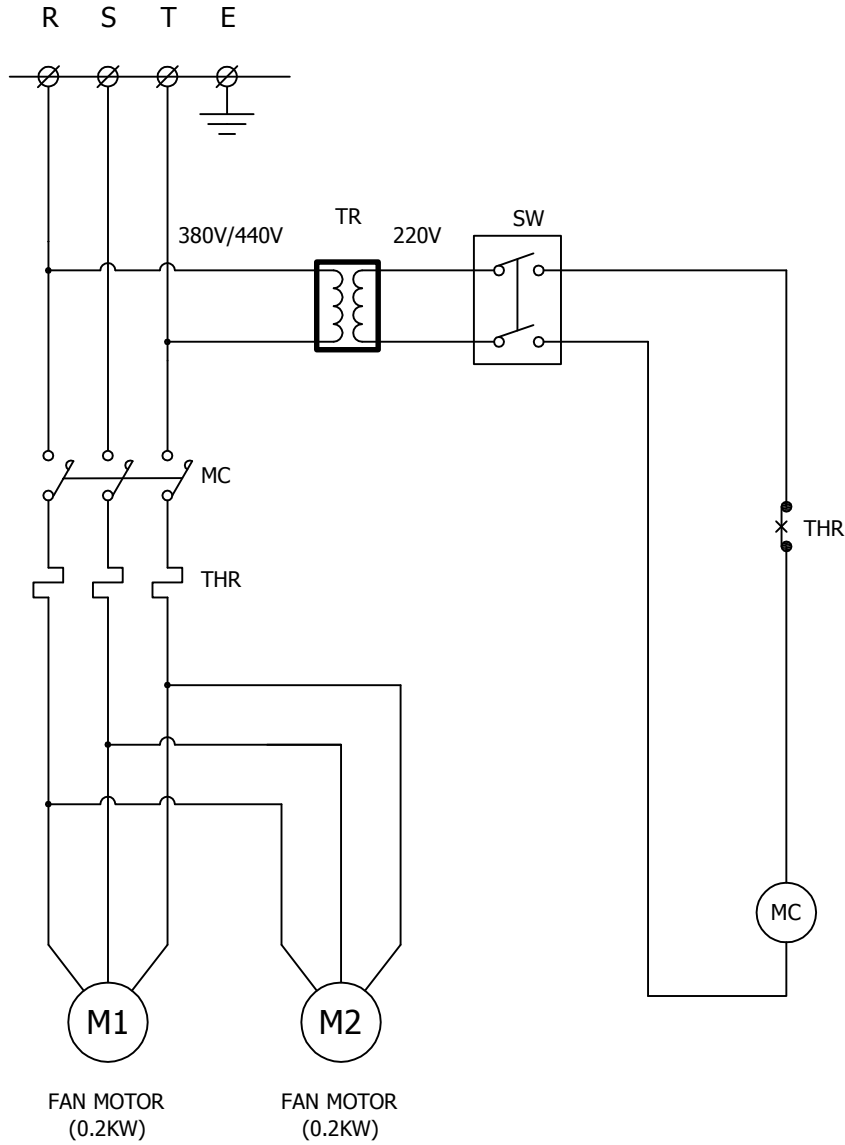 R S T E
TR
SW
380V/440V
220V
MC
THR
THR
MC
M1
M2
FAN MOTOR
(0.2KW)
FAN MOTOR
(0.2KW)